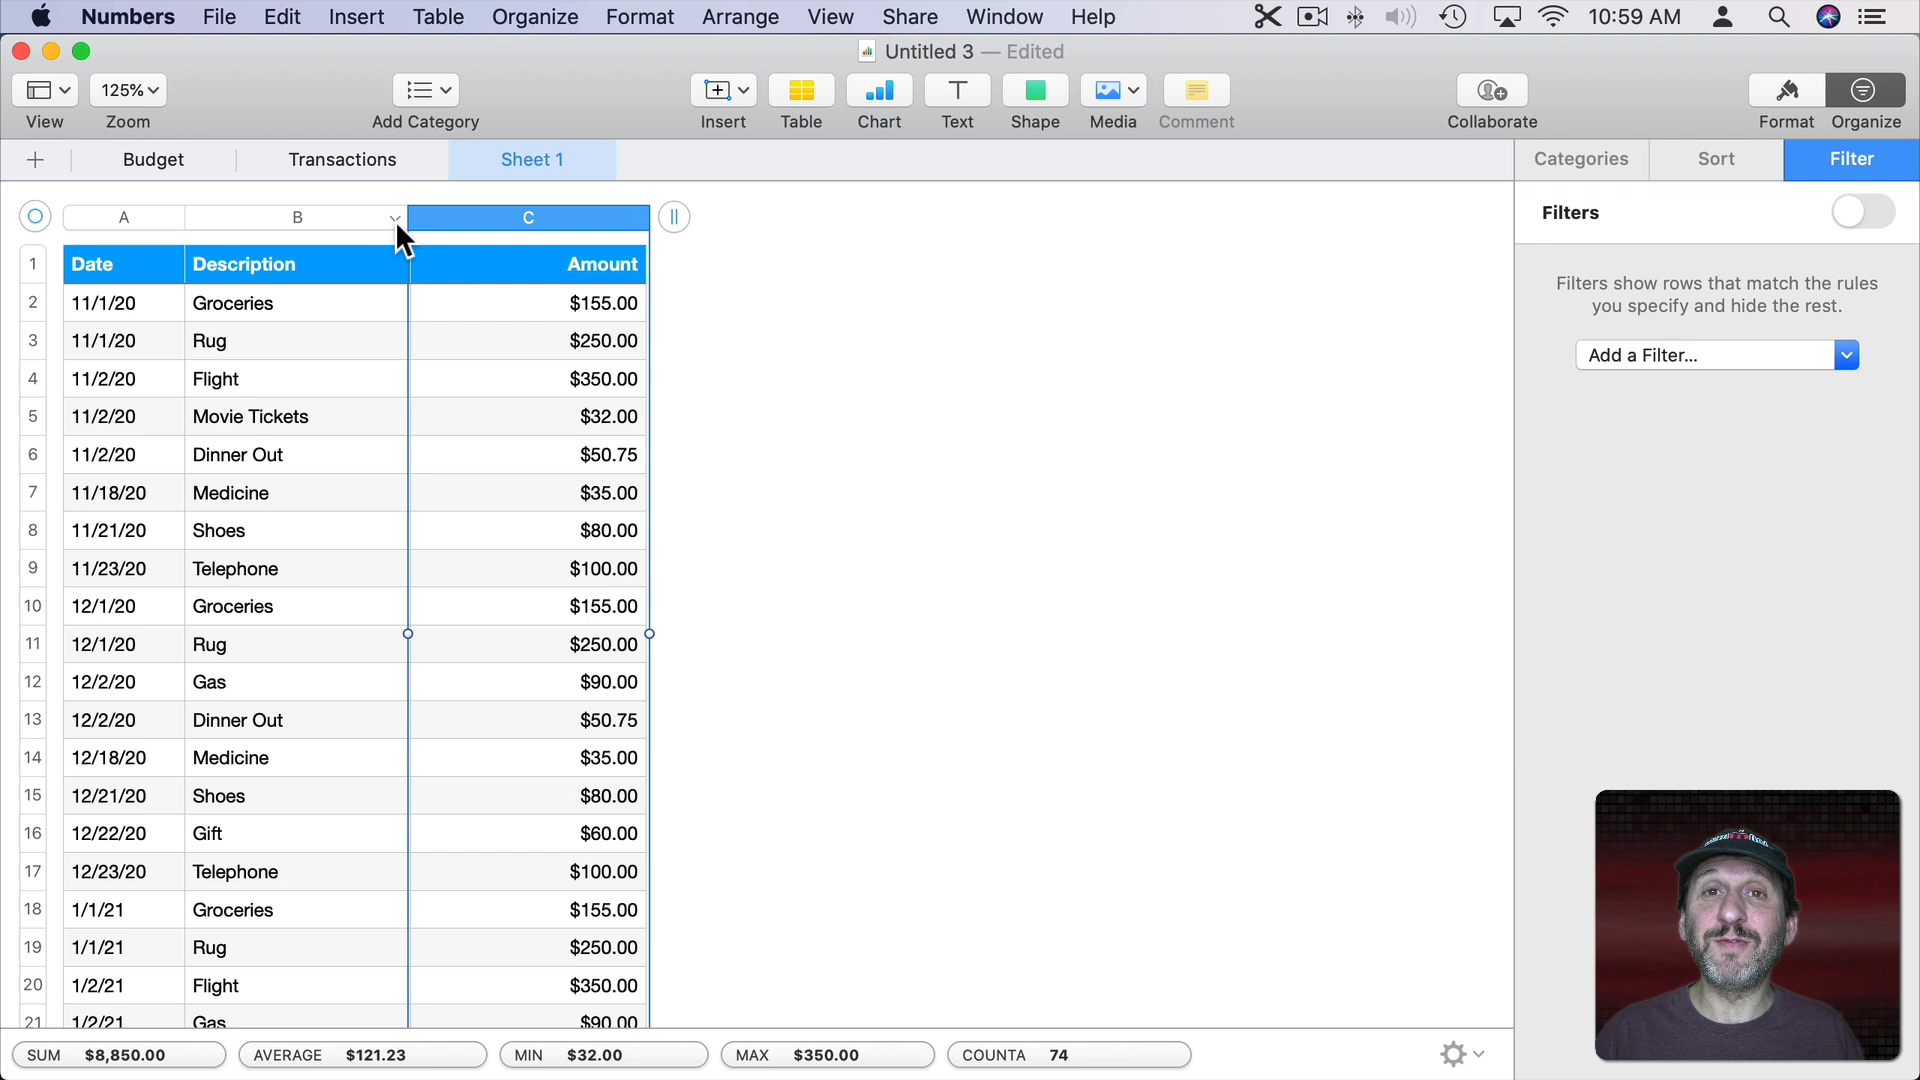 Numbers File Edit Insert Table Organize Format Arrange View Share Window Help 10:59 AM
Untitled 3 — Edited
125%
View Zoom Add Category Insert Table Chart Text Shape Media Comment Collaborate Format Organize
Budget Transactions Sheet 1 Categories Sort Filter
A B C
Filters
1 Date Description Amount
Filters show rows that match the rules
you specify and hide the rest.
Add a Filter...
2 11/1/20 Groceries $155.00
3 11/1/20 Rug $250.00
4 11/2/20 Flight $350.00
5 11/2/20 Movie Tickets $32.00
6 11/2/20 Dinner Out $50.75
7 11/18/20 Medicine $35.00
8 11/21/20 Shoes $80.00
9 11/23/20 Telephone $100.00
10 12/1/20 Groceries $155.00
11 12/1/20 Rug $250.00
12 12/2/20 Gas $90.00
13 12/2/20 Dinner Out $50.75
14 12/18/20 Medicine $35.00
15 12/21/20 Shoes $80.00
16 12/22/20 Gift $60.00
17 12/23/20 Telephone $100.00
18 1/1/21 Groceries $155.00
19 1/1/21 Rug $250.00
20 1/2/21 Flight $350.00
21 1/2/21 Gas $90.00
SUM $8,850.00 AVERAGE $121.23 MIN $32.00 MAX $350.00 COUNTA 74